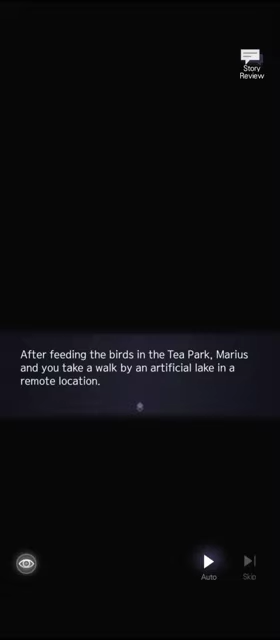 Story
Review
After feeding the birds in the Tea Park, Marius
and you take a walk by an artificial lake in a
remote location.
Auto
Skip